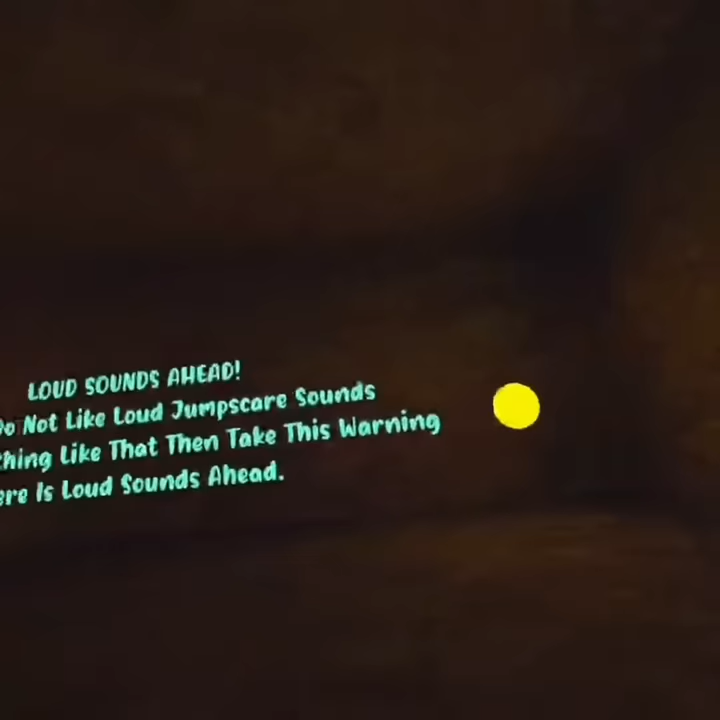 LOUD SOUNDS AHEAD!
Do Not Like Loud Jumpscare Sounds
thing Like That Then Take This Warning
ere Is Loud Sounds Ahead.